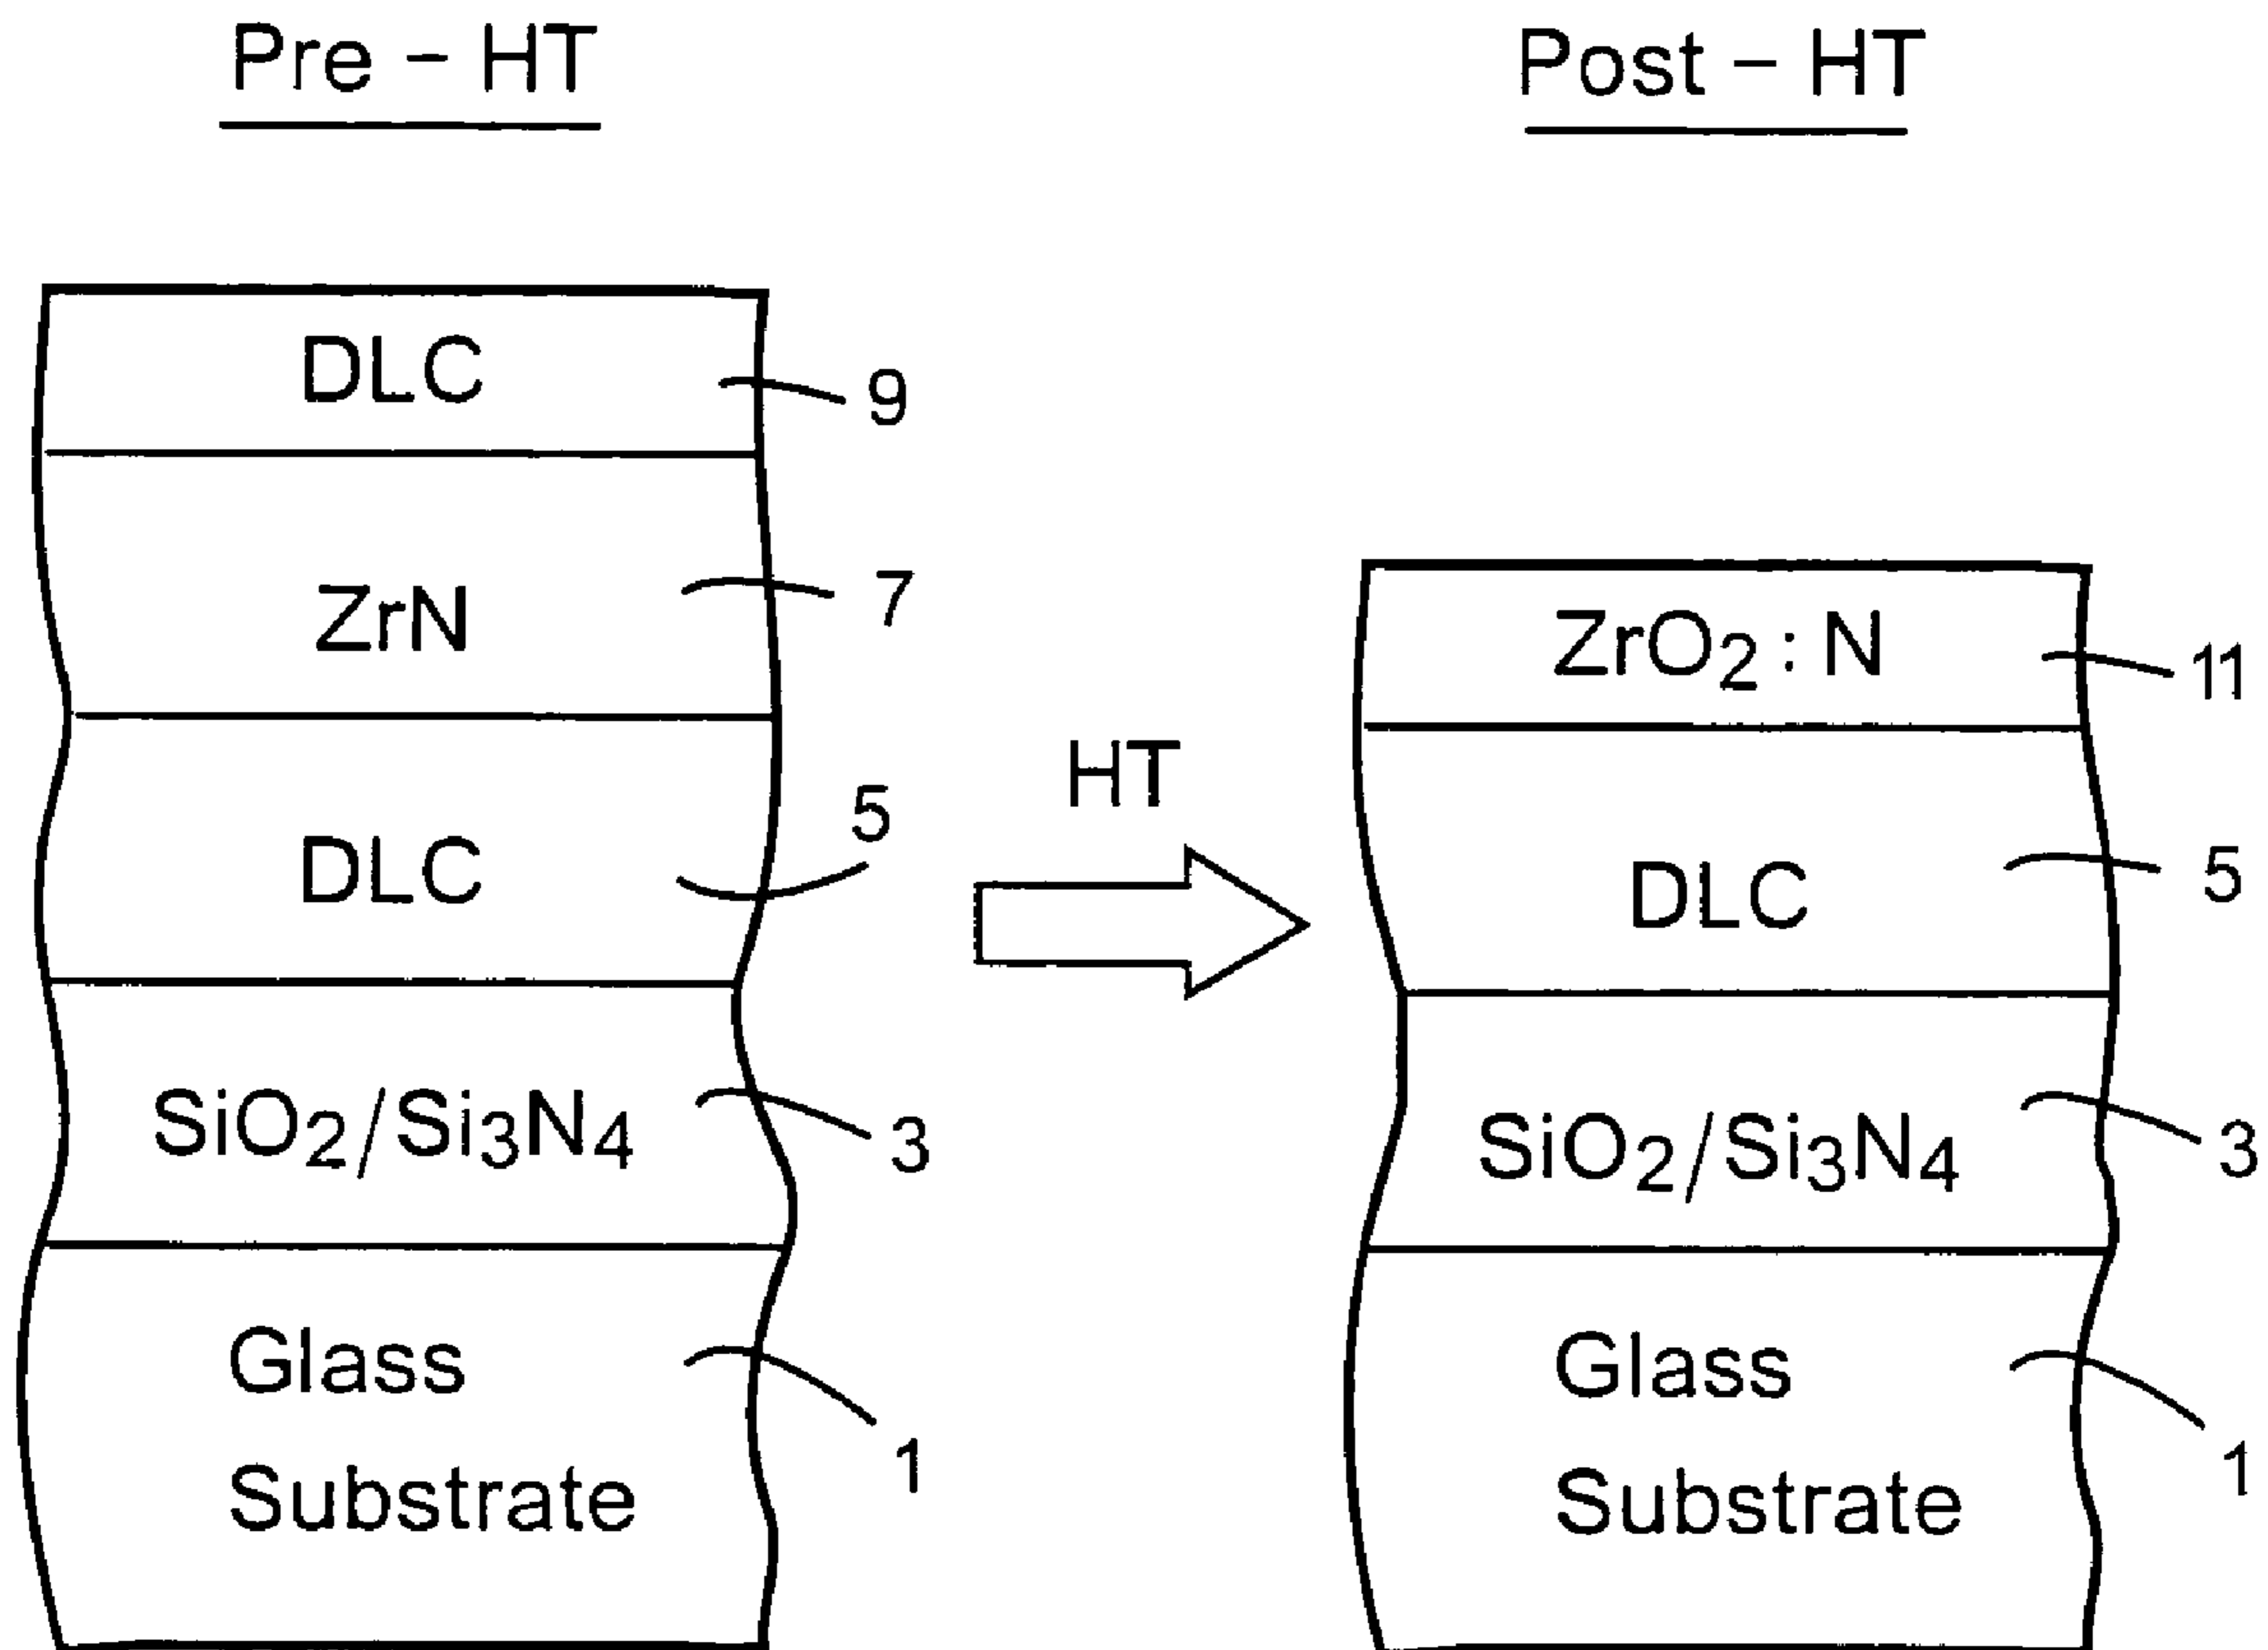 Pre - HT
DLC
9
ZrN
7
DLC
5
SiO2/Si3N4
3
Glass
Substrate
1
HT
Post - HT
ZrO2 : N
11
DLC
5
SiO2/Si3N4
3
Glass
Substrate
1